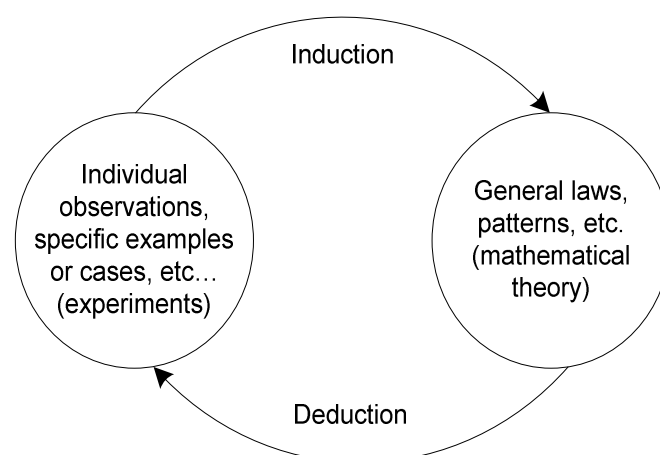 Induction
Individual
observations,
specific examples
or cases, etc…
(experiments)
General laws,
patterns, etc.
(mathematical
theory)
Deduction